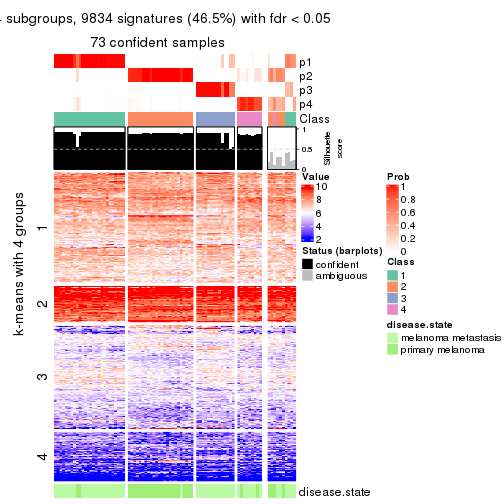 subgroups, 9834 signatures (46.5%) with fdr < 0.05
73 confident samples
p1
p2
p3
p4
Class
1
0.5
0
Silhouette
score
k-means with 4 groups
1
2
3
4
disease.state
Value
10
8
6
4
2
Status (barplots)
confident
ambiguous
Prob
1
0.8
0.6
0.4
0.2
0
Class
1
2
3
4
disease.state
melanoma metastasis
primary melanoma